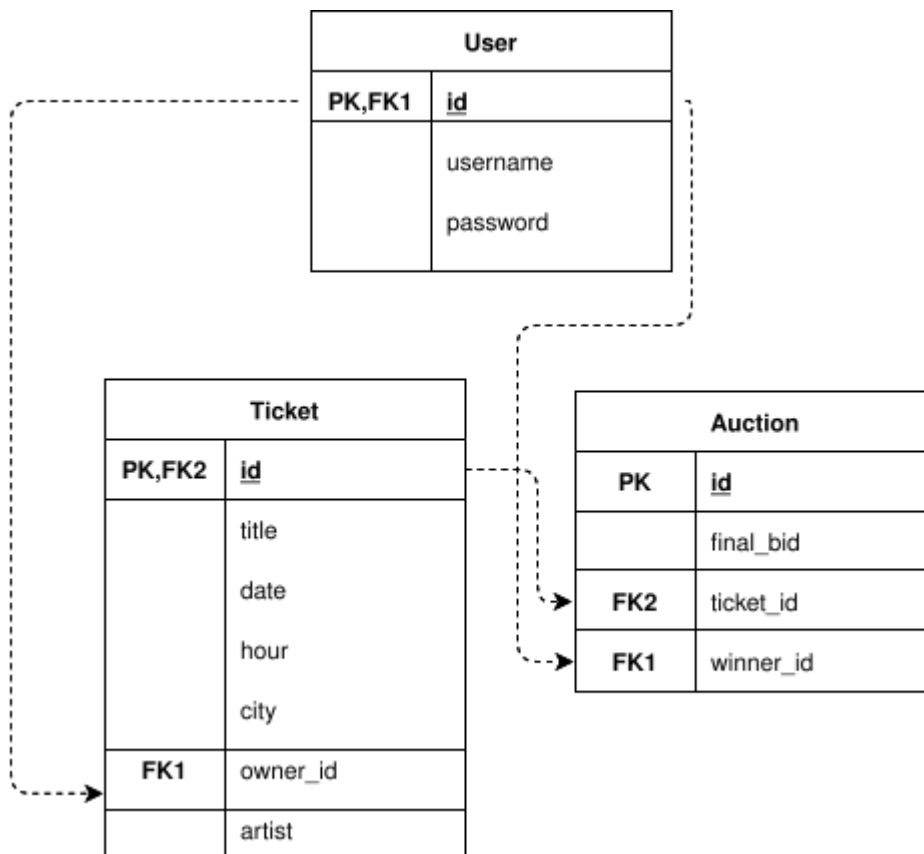 User
PK,FK1 id
username
password
Ticket
PK,FK2 id
title
date
hour
city
FK1 owner_id
artist
Auction
PK id
final_bid
FK2 ticket_id
FK1 winner_id